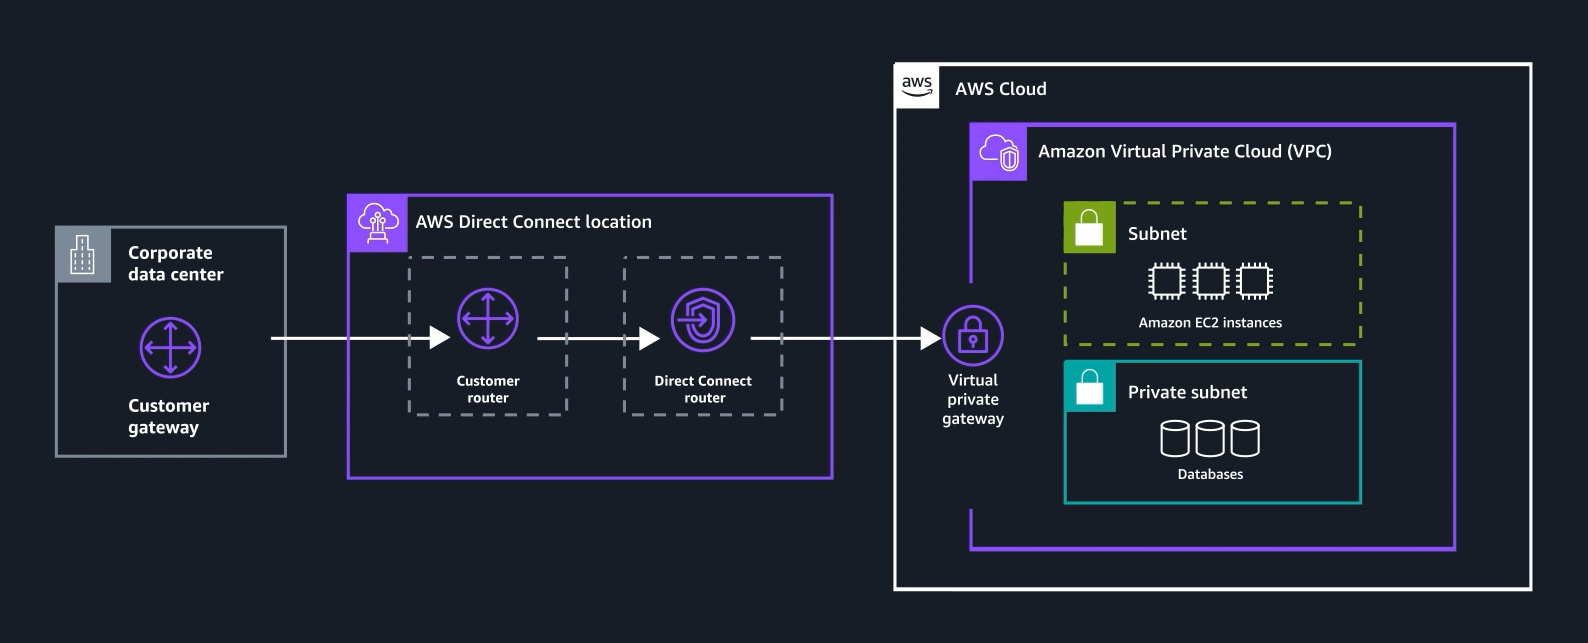 Corporate
data center
Customer
gateway
AWS Direct Connect location
Customer
router
Direct Connect
router
aws
AWS Cloud
Amazon Virtual Private Cloud (VPC)
Virtual
private
gateway
Subnet
Amazon EC2 instances
Private subnet
Databases